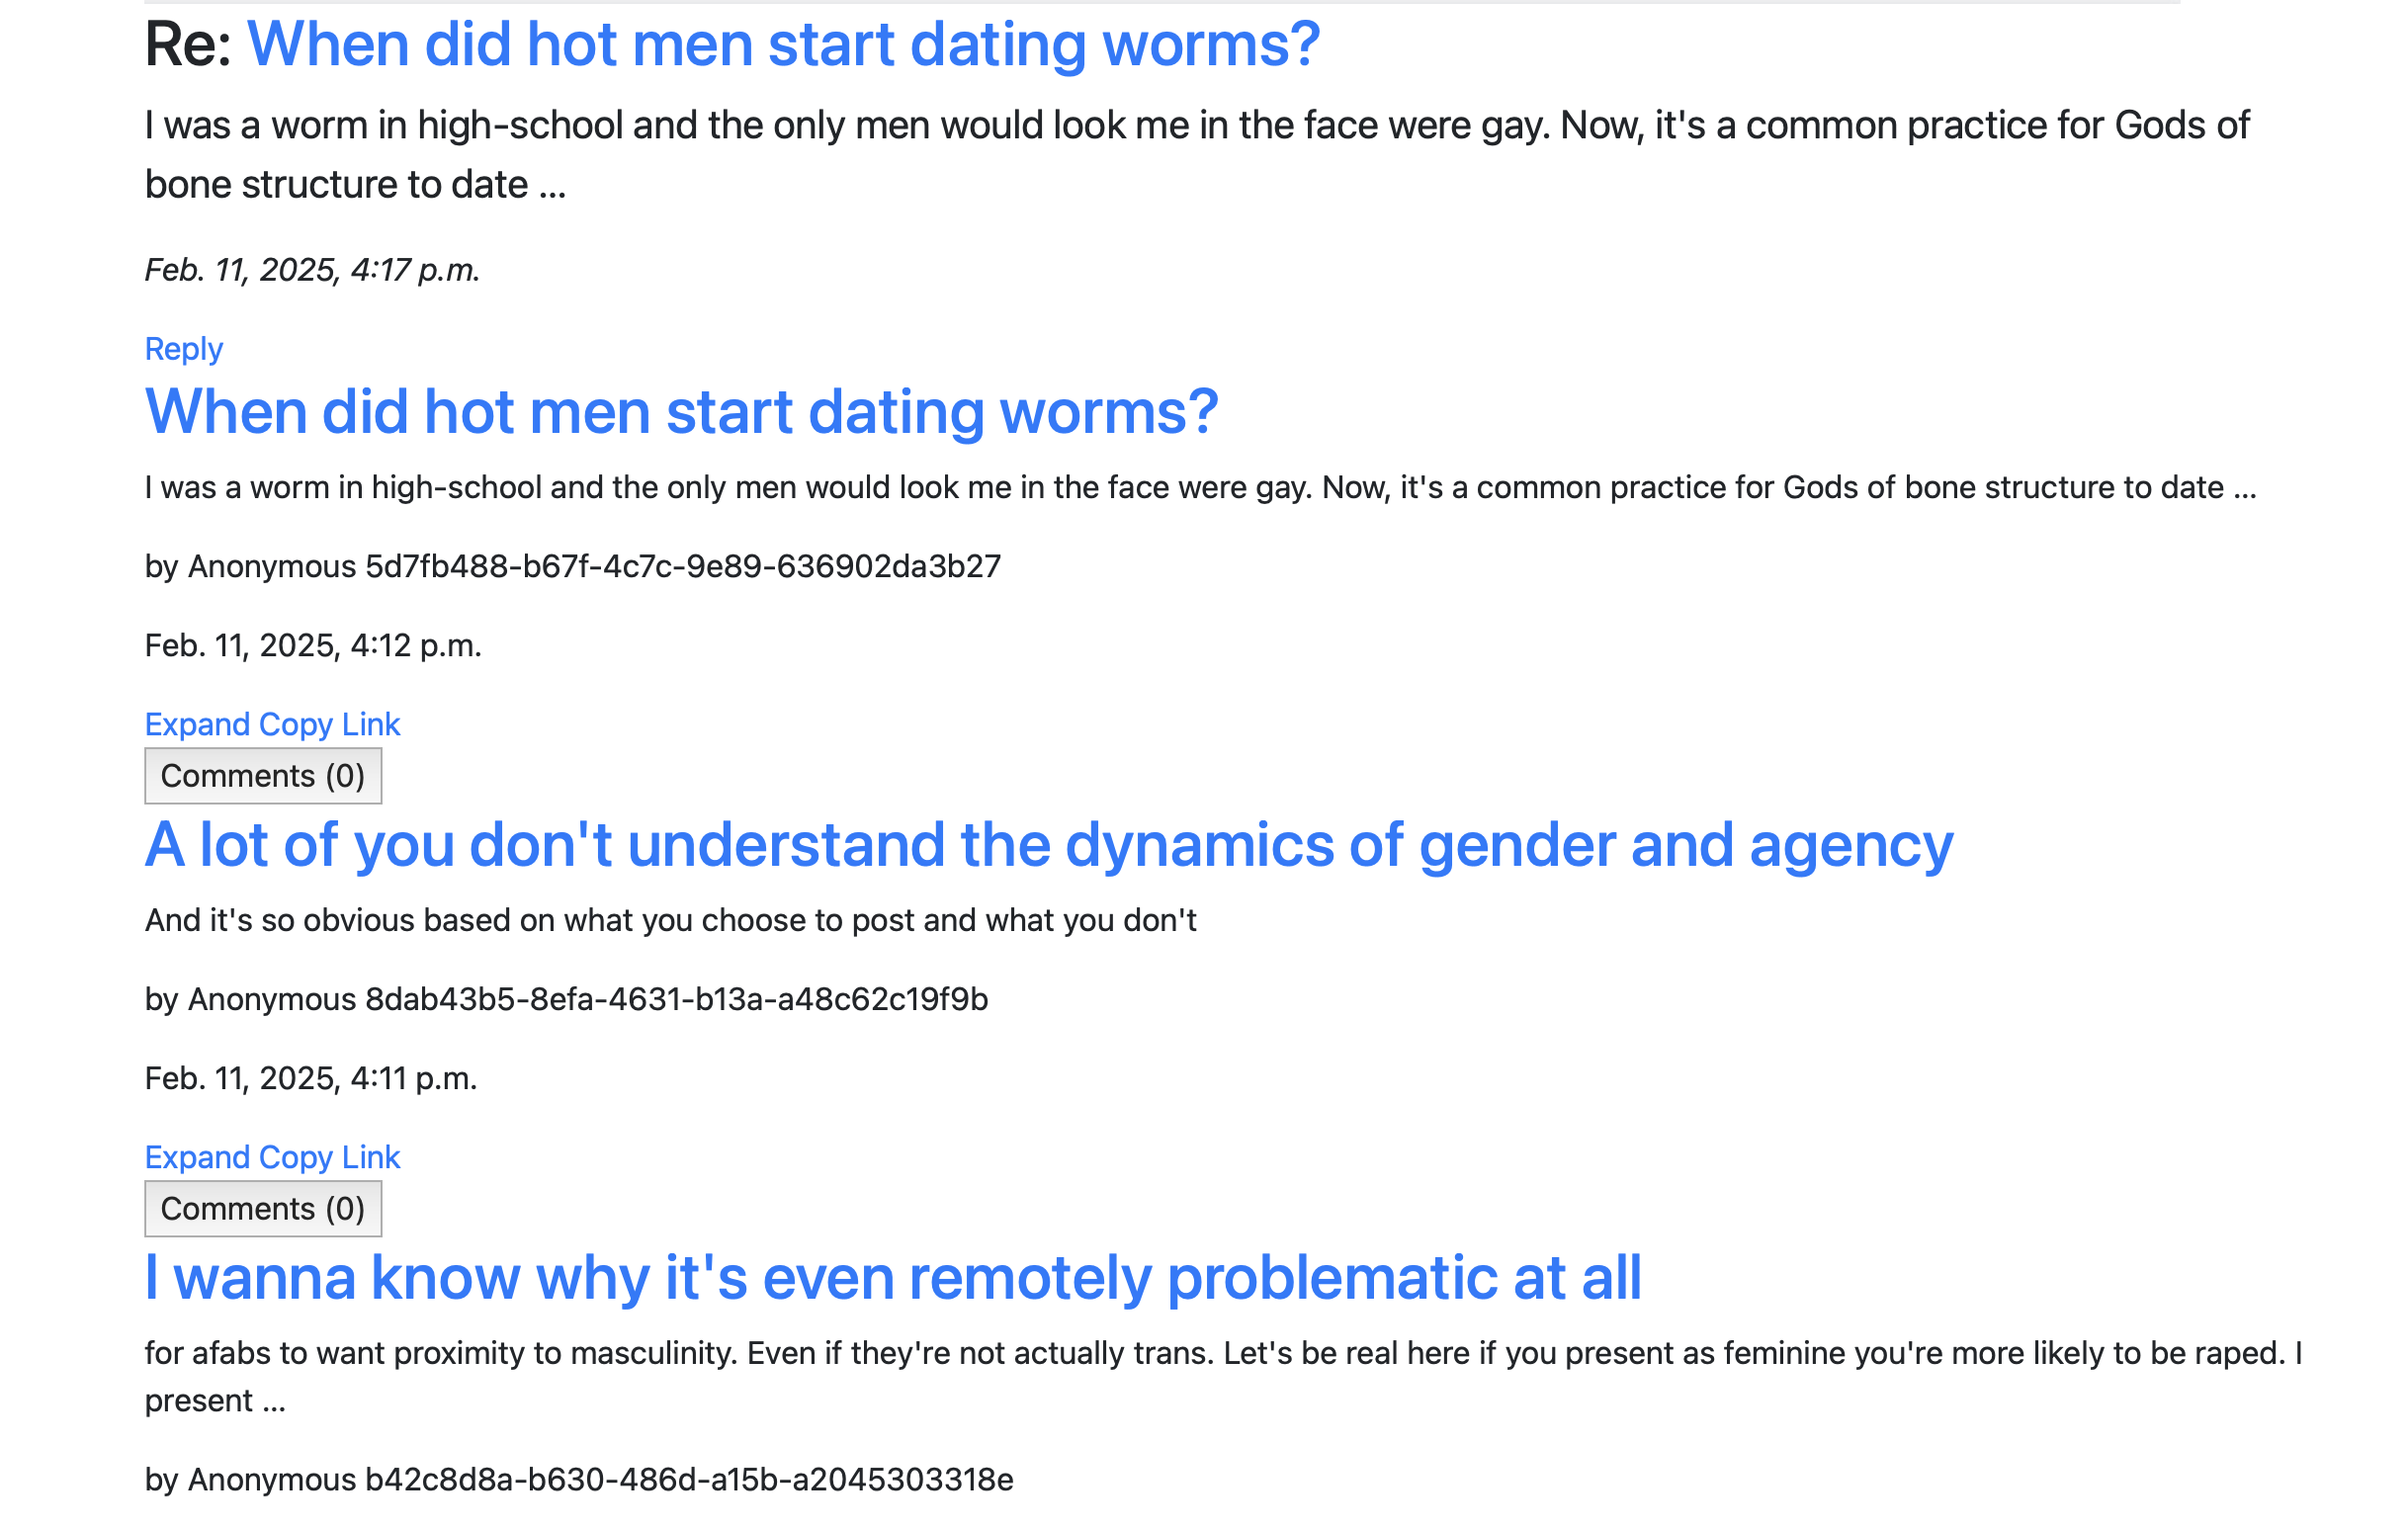 Re: When did hot men start dating worms?
I was a worm in high-school and the only men would look me in the face were gay. Now, it's a common practice for Gods of
bone structure to date ...
Feb. 11, 2025, 4:17 p.m.
Reply
When did hot men start dating worms?
I was a worm in high-school and the only men would look me in the face were gay. Now, it's a common practice for Gods of bone structure to date ...
by Anonymous 5d7fb488-b67f-4c7c-9e89-636902da3b27
Feb. 11, 2025, 4:12 p.m.
Expand Copy Link
Comments (0)
A lot of you don't understand the dynamics of gender and agency
And it's so obvious based on what you choose to post and what you don't
by Anonymous 8dab43b5-8efa-4631-b13a-a48c62c19f9b
Feb. 11, 2025, 4:11 p.m.
Expand Copy Link
Comments (0)
I wanna know why it's even remotely problematic at all
for afabs to want proximity to masculinity. Even if they're not actually trans. Let's be real here if you present as feminine you're more likely to be raped. I
present ...
by Anonymous b42c8d8a-b630-486d-a15b-a2045303318e